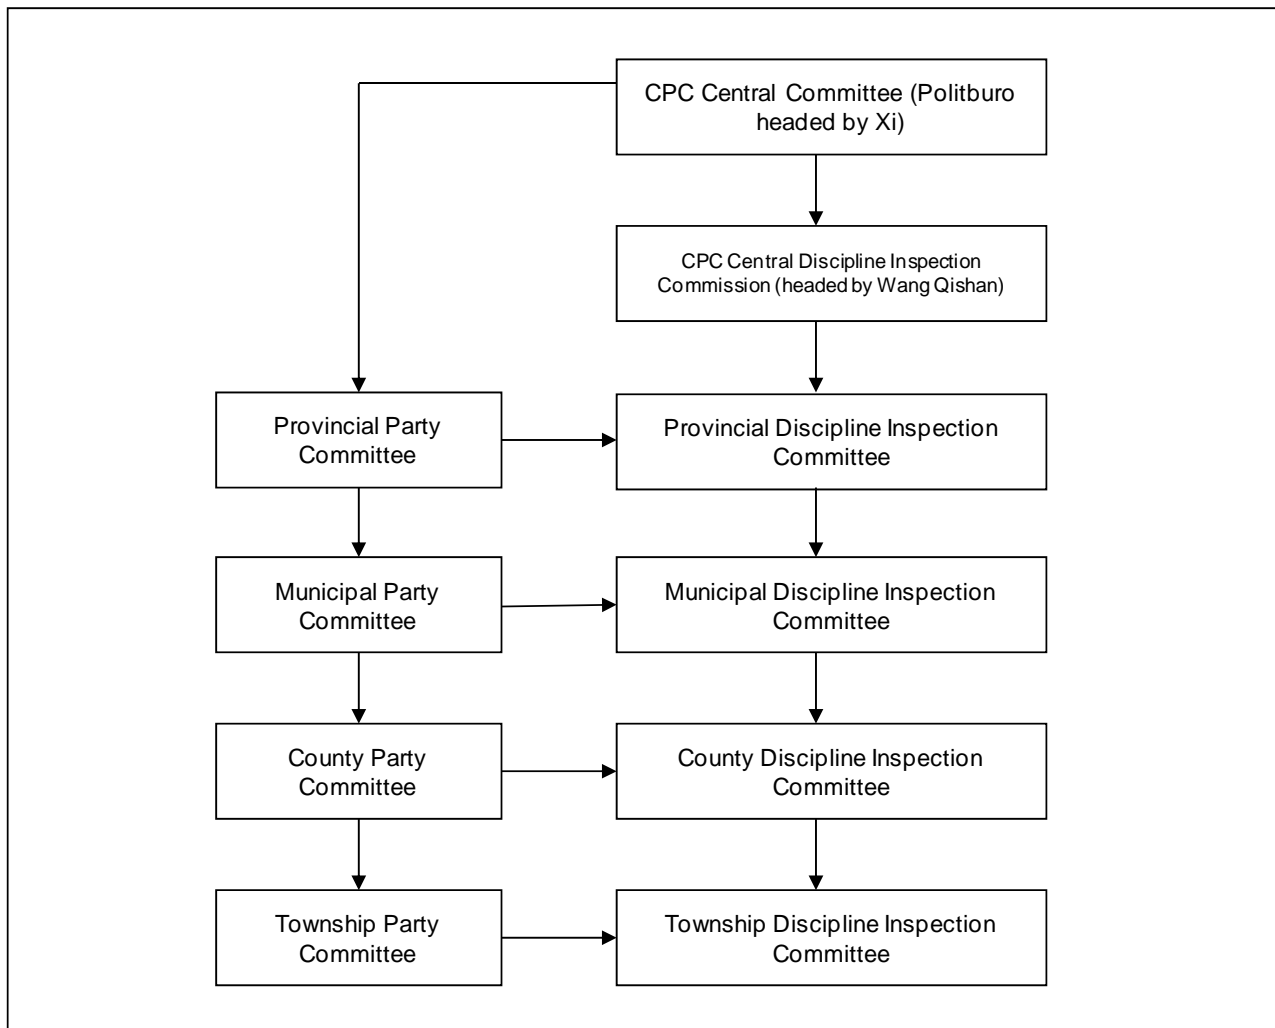 CPC Central Committee (Politburo
headed by Xi)
CPC Central Discipline Inspection
Commission (headed by Wang Qishan)
Provincial Party
Committee
Provincial Discipline Inspection
Committee
Municipal Party
Committee
Municipal Discipline Inspection
Committee
County Party
Committee
County Discipline Inspection
Committee
Township Party
Committee
Township Discipline Inspection
Committee